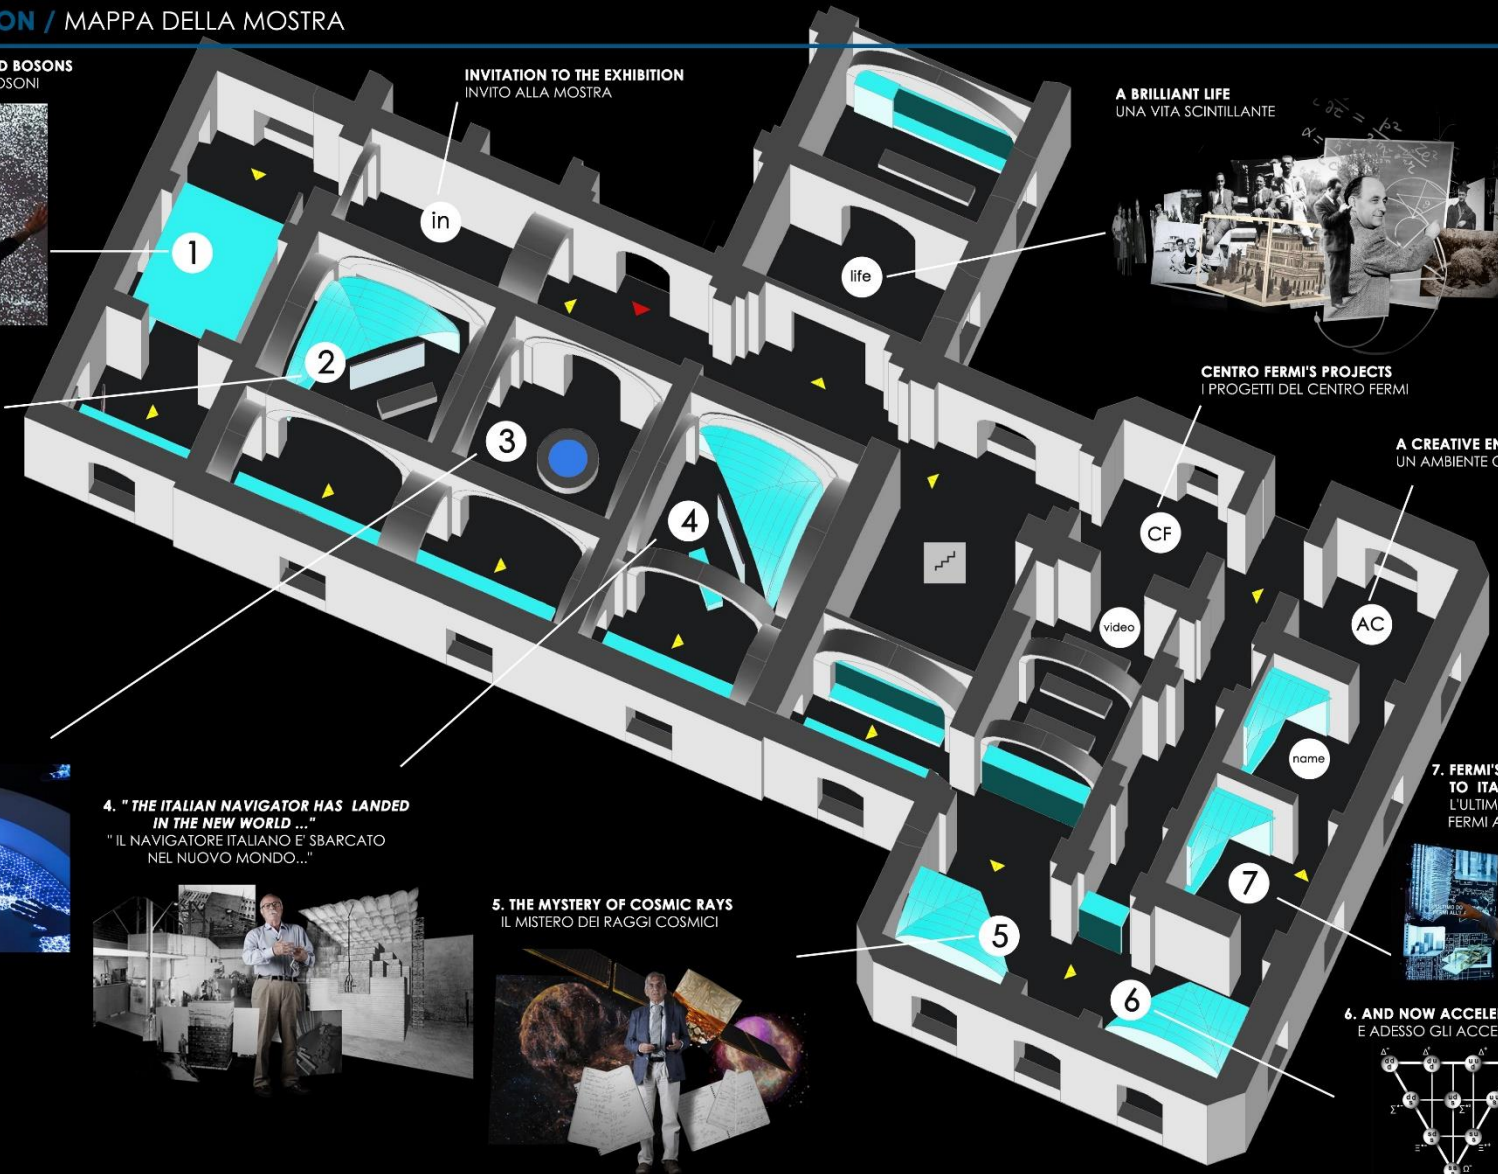 ON / MAPPA DELLA MOSTRA
D BOSONS
OSONI
INVITATION TO THE EXHIBITION
INVITO ALLA MOSTRA
A BRILLIANT LIFE
UNA VITA SCINTILLANTE
in
1
life
2
CENTRO FERMI'S PROJECTS
I PROGETTI DEL CENTRO FERMI
3
A CREATIVE EN
UN AMBIENTE C
4
CF
video
AC
name
4. " THE ITALIAN NAVIGATOR HAS LANDED
IN THE NEW WORLD ..."
" IL NAVIGATORE ITALIANO E' SBARCATO
NEL NUOVO MONDO..."
7. FERMI'S
TO ITA
L'ULTIM
FERMI A
7
5. THE MYSTERY OF COSMIC RAYS
IL MISTERO DEI RAGGI COSMICI
5
6
6. AND NOW ACCELE
E ADESSO GLI ACCE